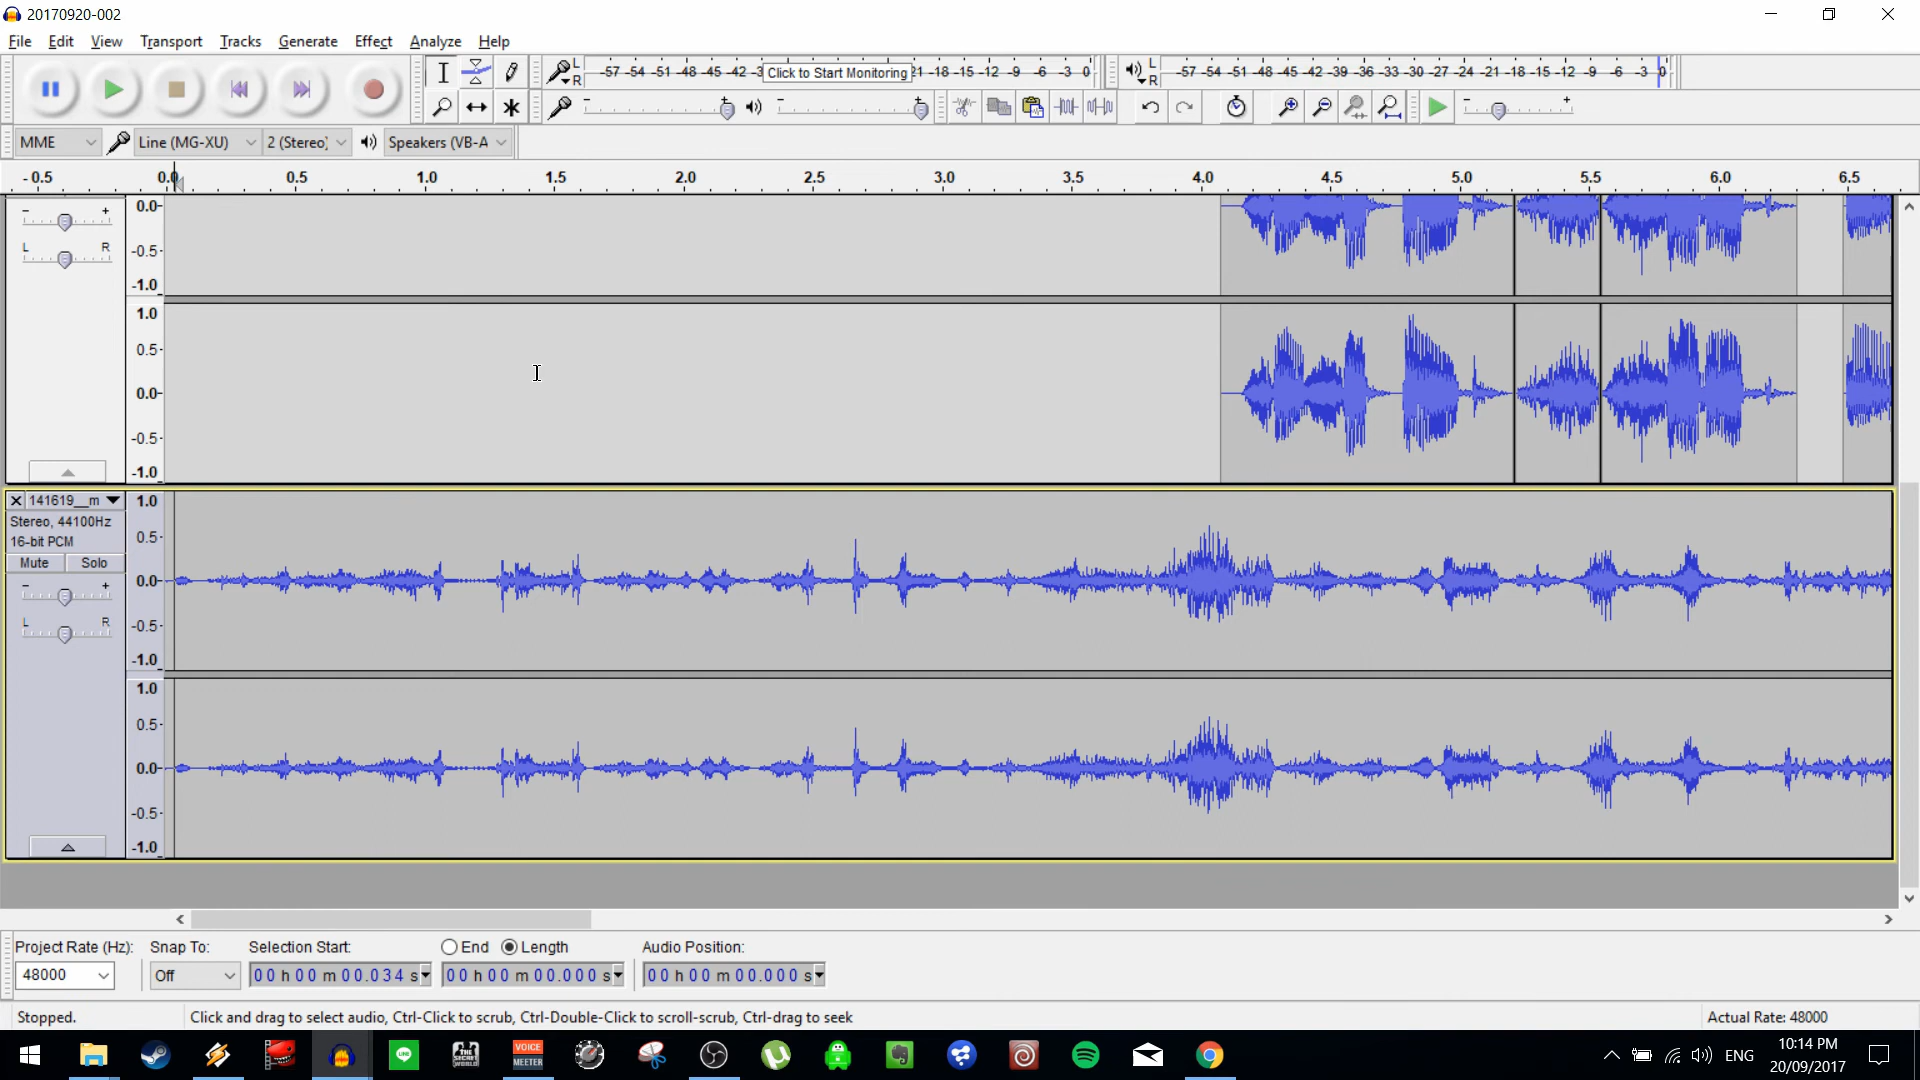 20170920-002
File Edit View Transport Tracks Generate Effect Analyze Help
L R -57 -54 -51 -48 -45 -42 -3 Click to Start Monitoring 21 -18 -15 -12 -9 -6 -3 0 L R -57 -54 -51 -48 -45 -42 -39 -36 -33 -30 -27 -24 -21 -18 -15 -12 -9 -6 -3 0
- + - + - +
MME Line (MG-XU) 2 (Stereo) Speakers (VB-A
-0.5 0.0 0.5 1.0 1.5 2.0 2.5 3.0 3.5 4.0 4.5 5.0 5.5 6.0 6.5
- + 0.0
L R -0.5
-1.0
1.0
0.5
0.0
-0.5
-1.0
141619__m 1.0
Stereo, 44100Hz
0.5
16-bit PCM
Mute Solo
0.0
- +
L R -0.5
-1.0
1.0
0.5
0.0
-0.5
-1.0
Project Rate (Hz): Snap To: Selection Start: End Length Audio Position:
48000 Off 00 h 00 m 00.034 s 00 h 00 m 00.000 s 00 h 00 m 00.000 s
Stopped. Click and drag to select audio, Ctrl-Click to scrub, Ctrl-Double-Click to scroll-scrub, Ctrl-drag to seek Actual Rate: 48000
LINE THE SECRET WORLD VOICE MEETER ENG 10:14 PM
20/09/2017